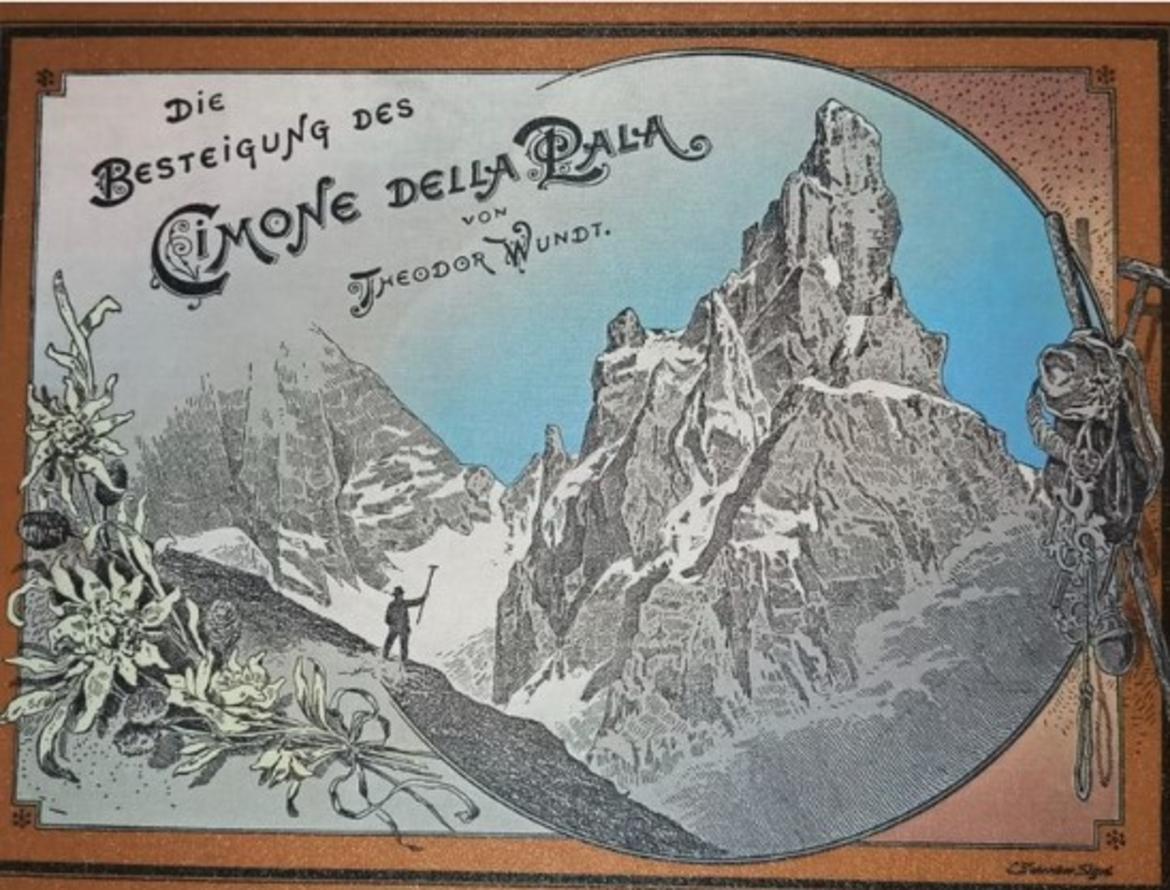 Die
Besteigung des
Cimone della Pala
von
Theodor Wundt.